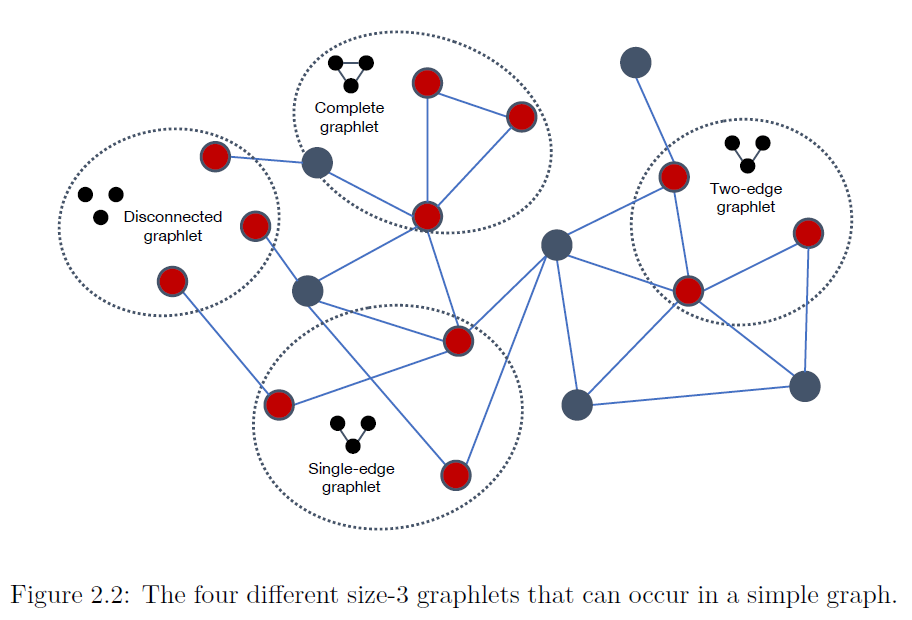 Complete
graphlet
Two-edge
graphlet
Disconnected
graphlet
Single-edge
graphlet
Figure 2.2: The four different size-3 graphlets that can occur in a simple graph.